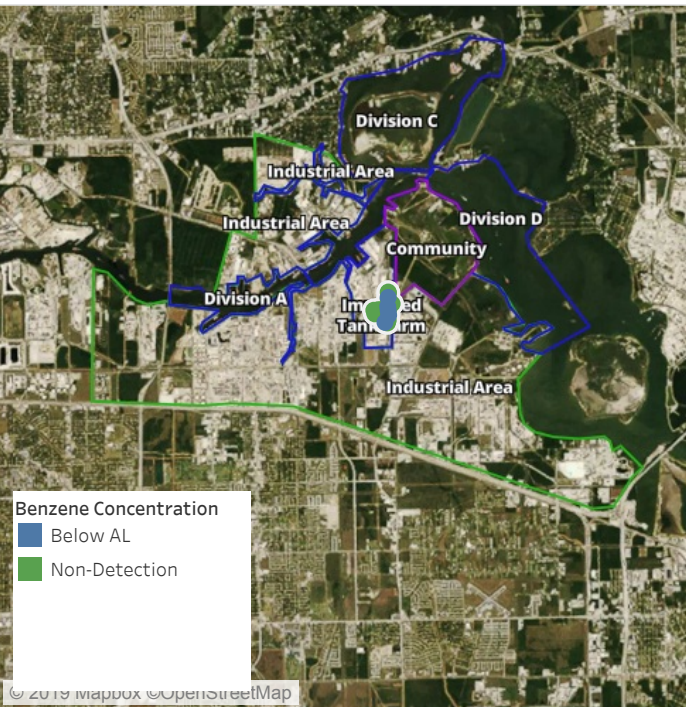 Division C
Industrial Area
Division D
Industrial Area
Community
Division A
Tank
Industrial Area
Benzene Concentration
Below AL
Non-Detection
© 2019 Mapbox ©OpenStreetMap